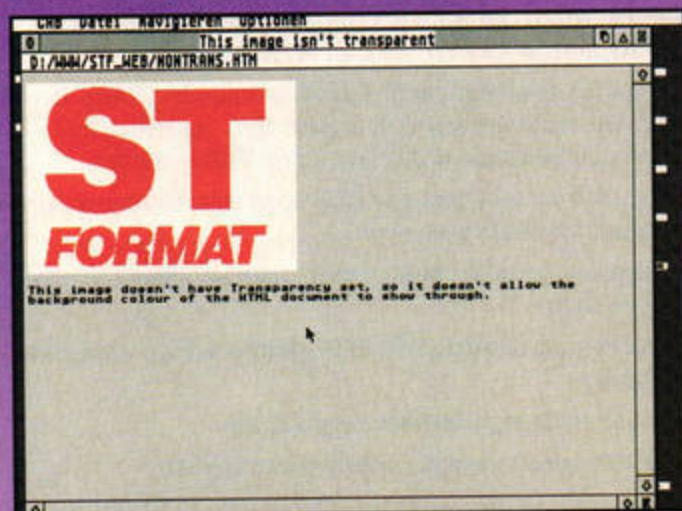 CAB Datei Navigieren Optionen
This image isn't transparent
D:/WWW/STF_WEB/NONTRANS.HTM
ST
FORMAT
This image doesn't have Transparency set, so it doesn't allow the
background colour of the HTML document to show through.